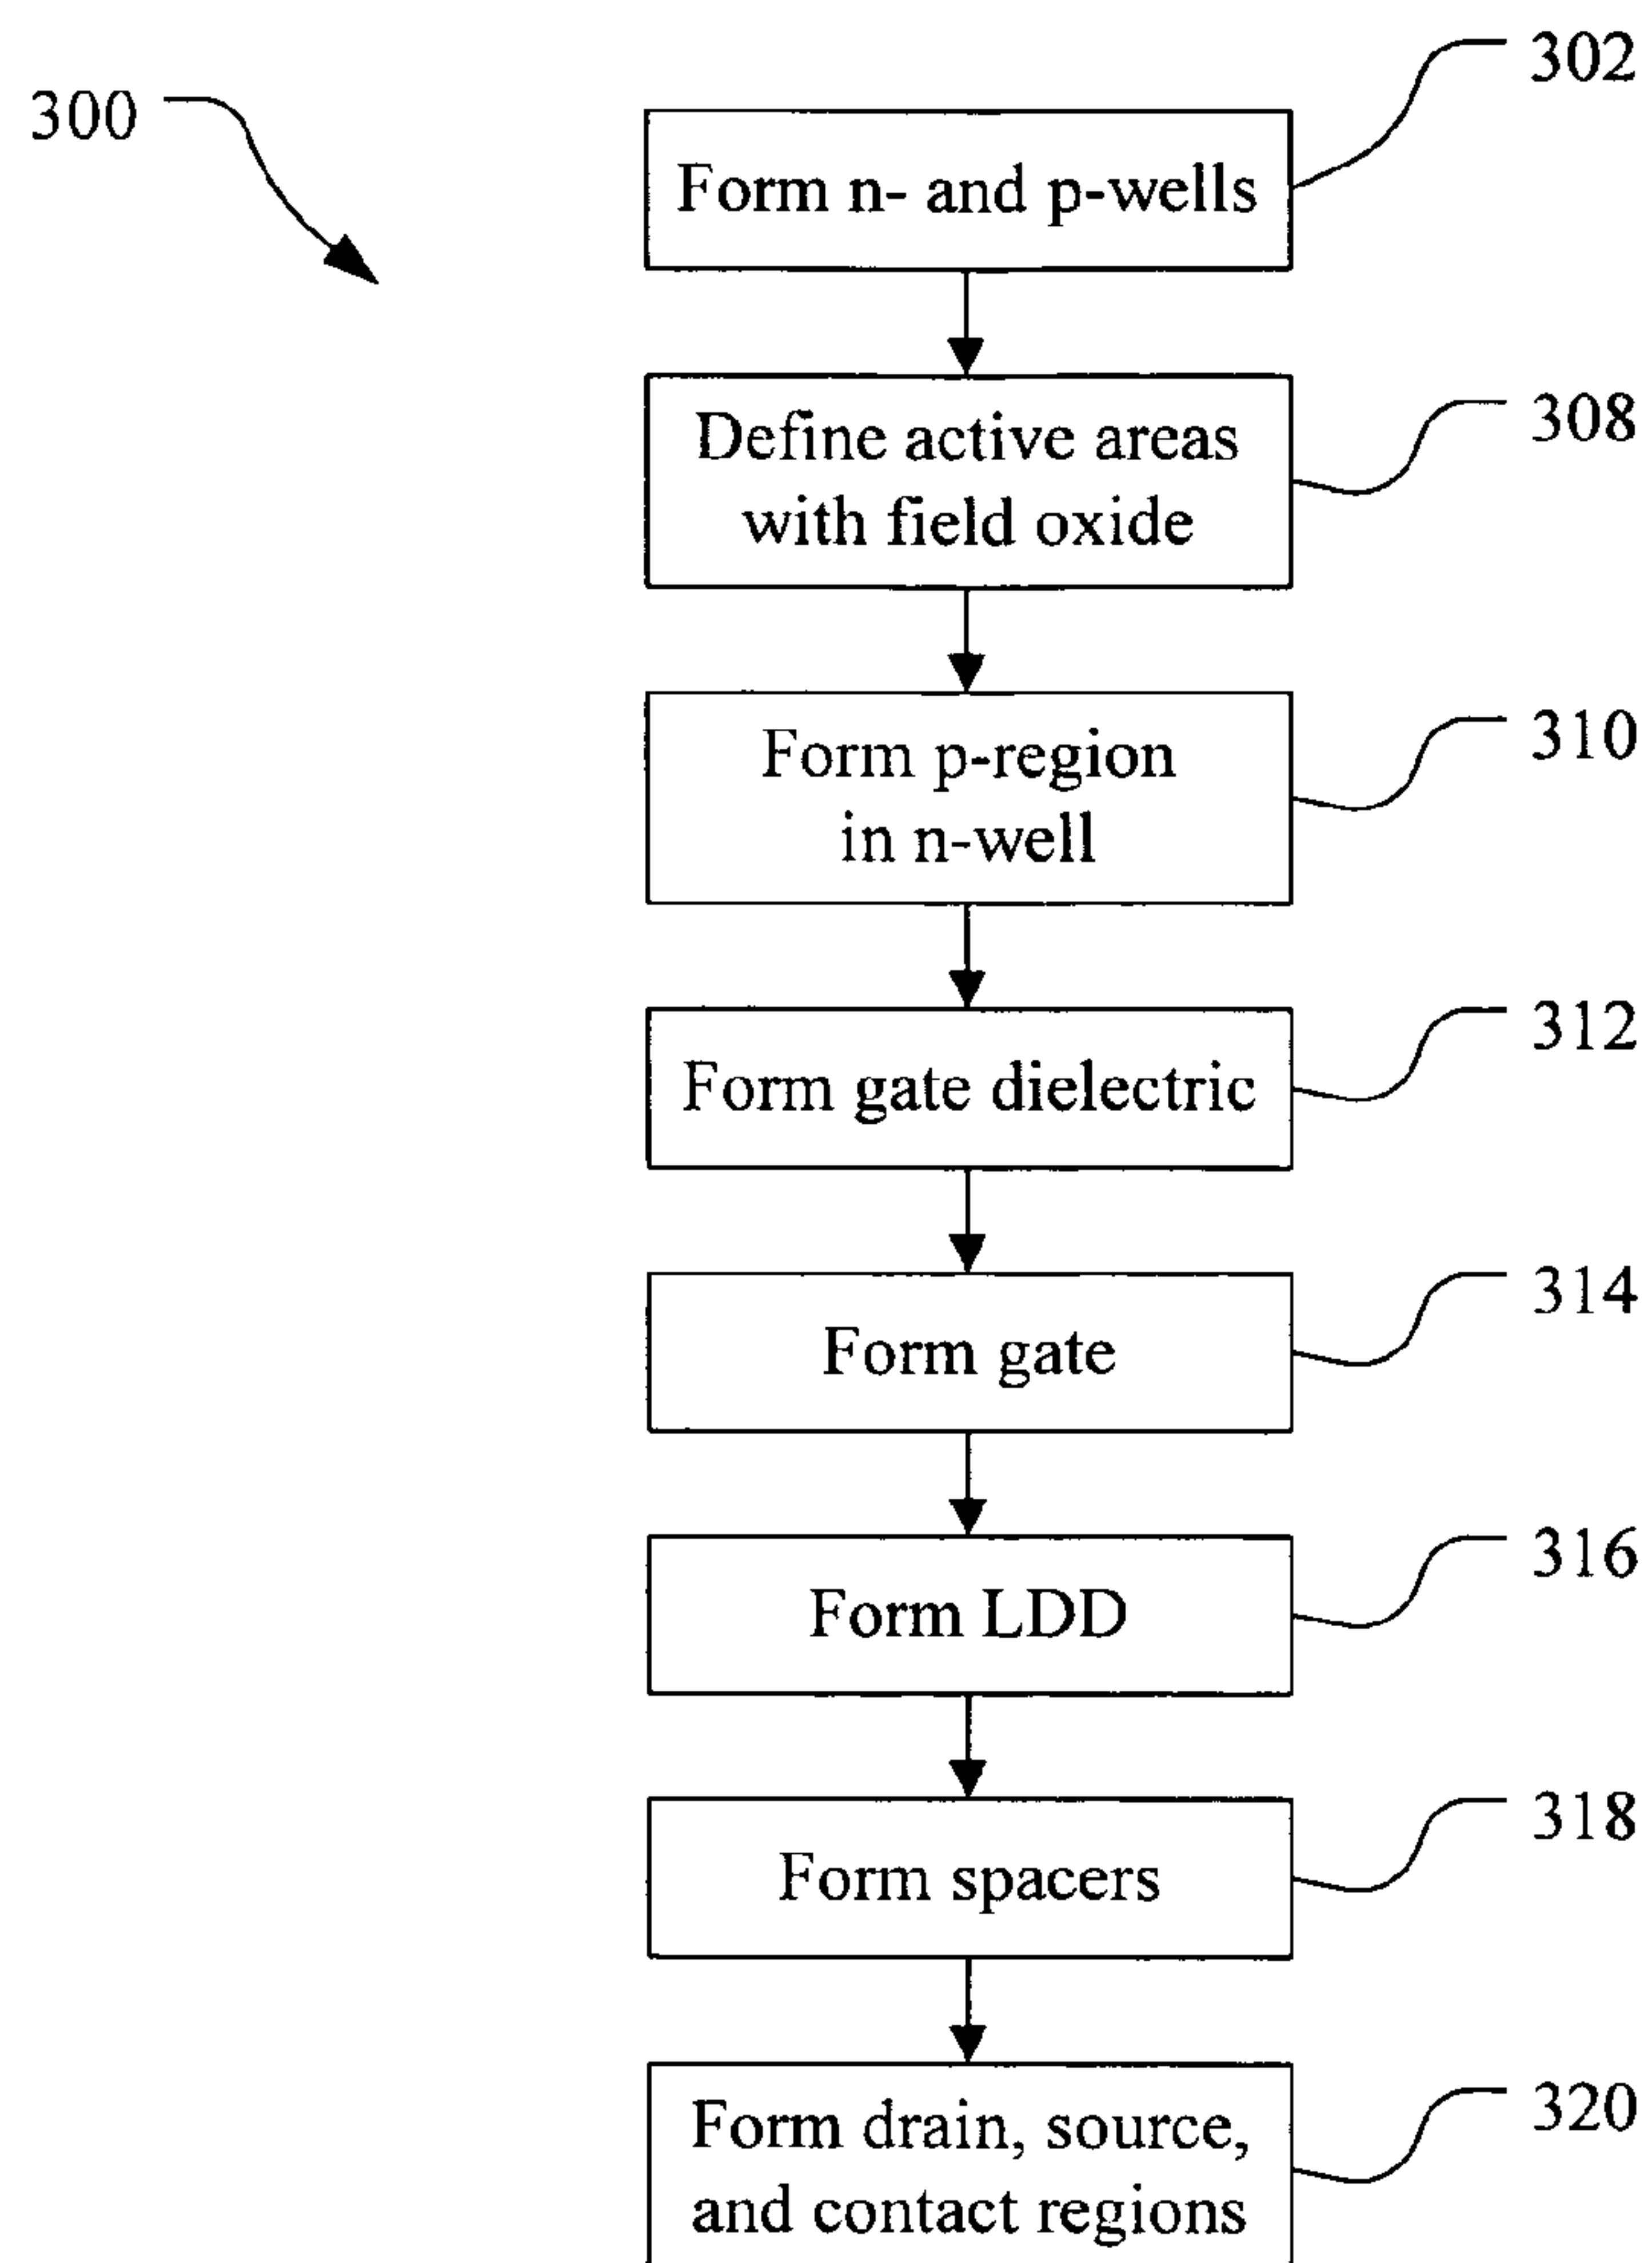 302
300
Form n- and p-wells
308
Define active areas
with field oxide
310
Form p-region
in n-well
312
Form gate dielectric
314
Form gate
316
Form LDD
318
Form spacers
320
Form drain, source,
and contact regions